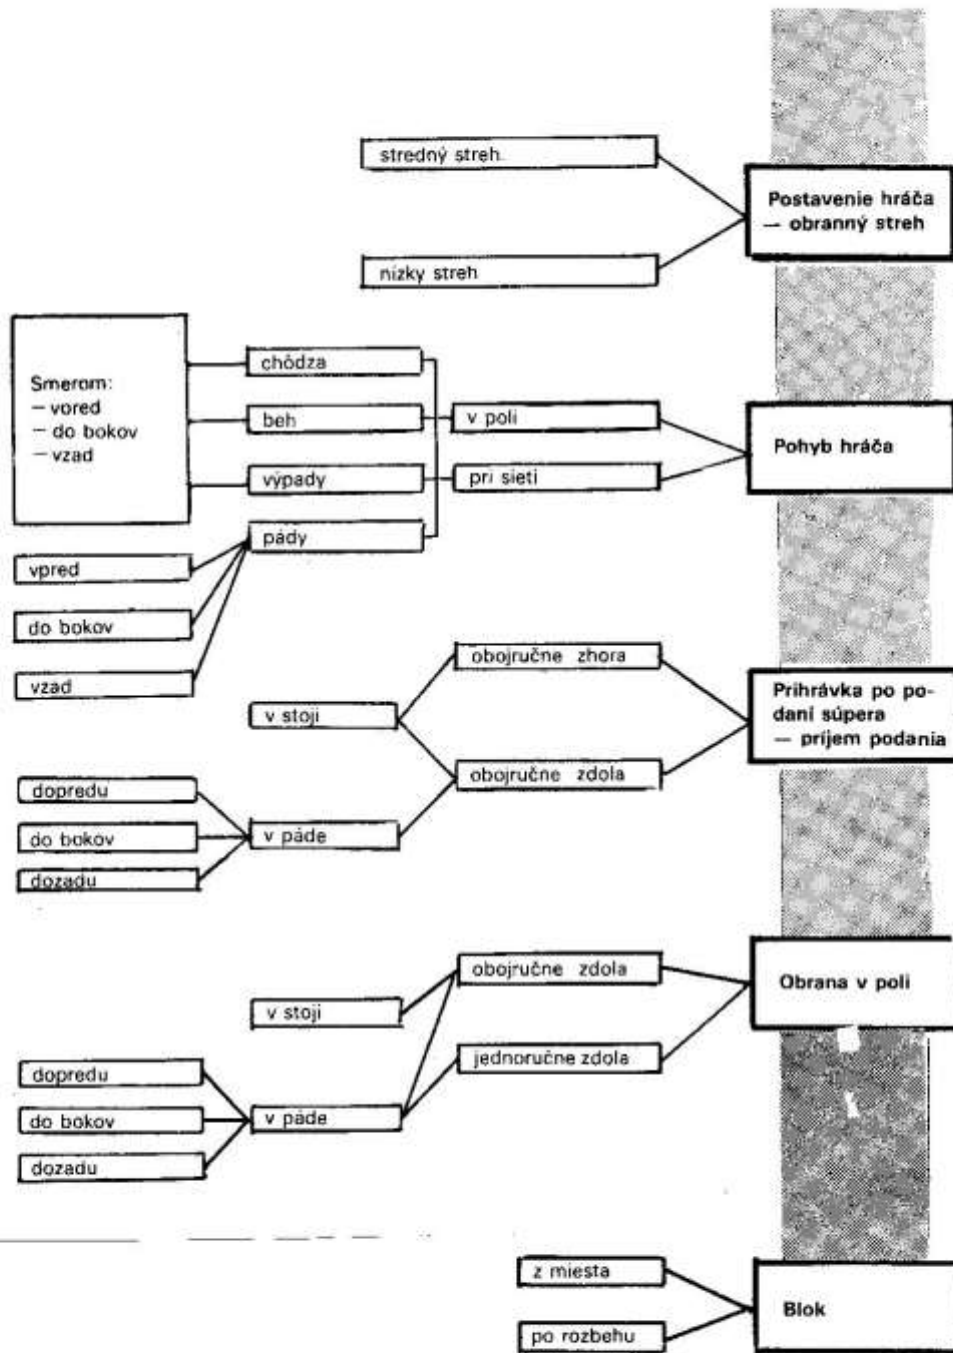 stredný streh.
Postavenie hráča
— obranný streh
nízky streh
Smerom:
— vored
— do bokov
— vzad
chôdza
beh
výpady
pády
v poli
pri sieti
Pohyb hráča
vpred
do bokov
vzad
v stoji
obojručne zhora
obojručne zdola
Prihrávka po po-
daní súpera
— príjem podania
dopredu
do bokov
dozadu
v páde
obojručne zdola
v stoji
jednoručne zdola
Obrana v poli
dopredu
do bokov
dozadu
v páde
z miesta
po rozbehu
Blok